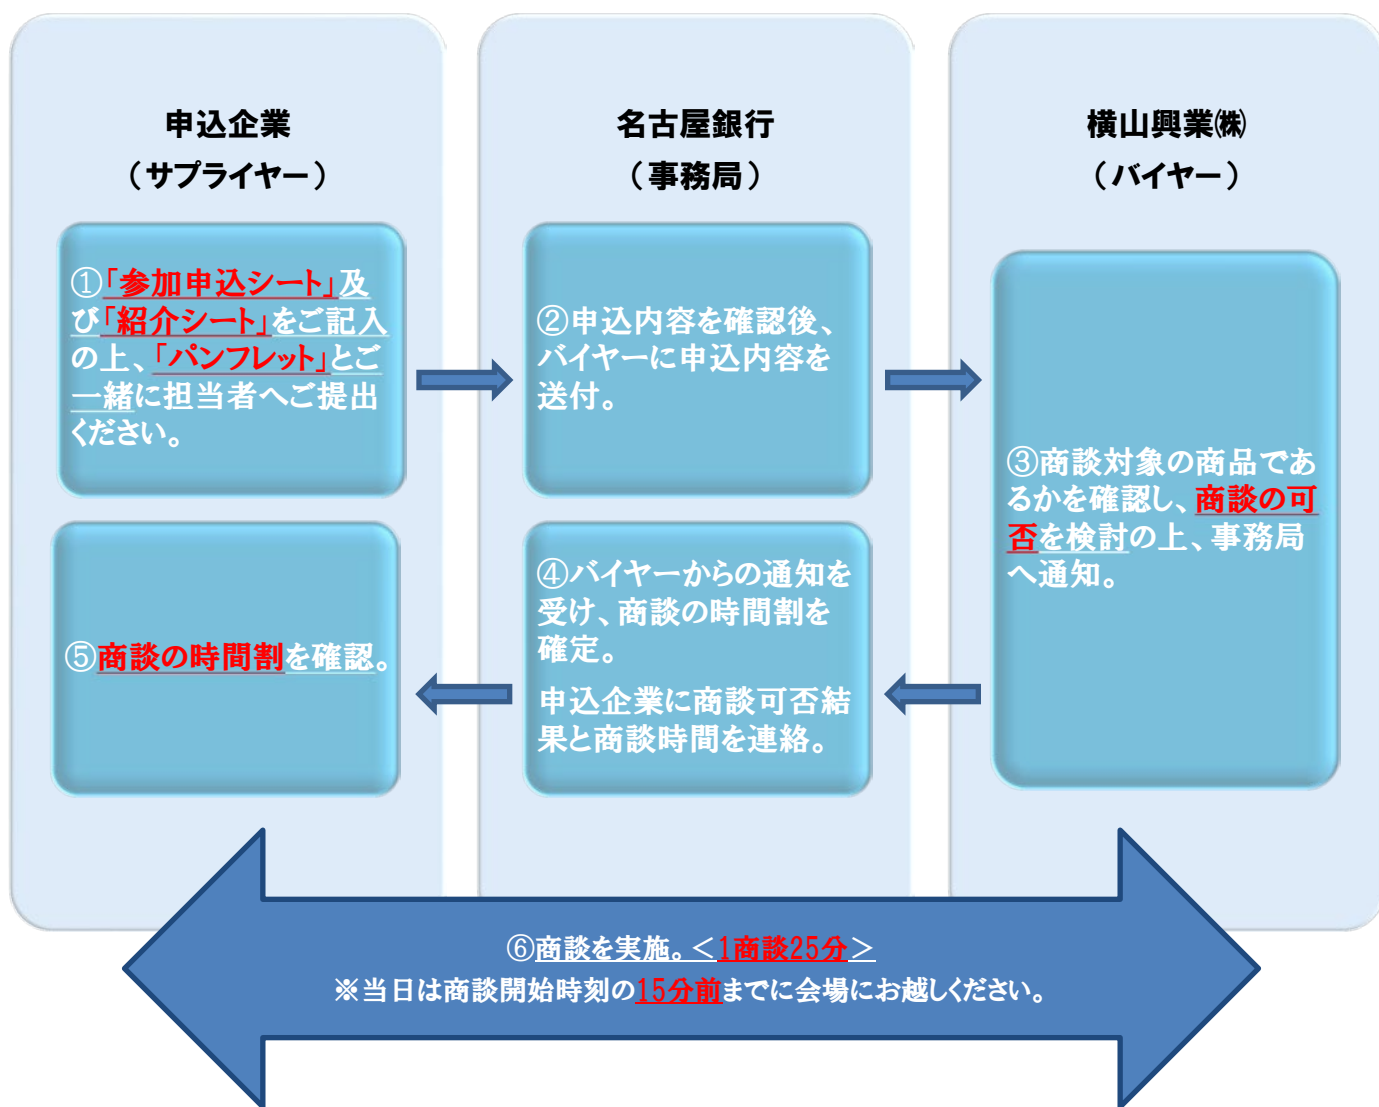 申込企業
（サプライヤー）
①「参加申込シート」及
び「紹介シート」をご記入
の上、「パンフレット」とご
一緒に担当者へご提出
ください。
⑤商談の時間割を確認。
名古屋銀行
（事務局）
②申込内容を確認後、
バイヤーに申込内容を
送付。
④バイヤーからの通知を
受け、商談の時間割を
確定。
申込企業に商談可否結
果と商談時間を連絡。
横山興業㈱
（バイヤー）
③商談対象の商品であ
るかを確認し、商談の可
否を検討の上、事務局
へ通知。
⑥商談を実施。＜1商談25分＞
※当日は商談開始時刻の15分前までに会場にお越しください。